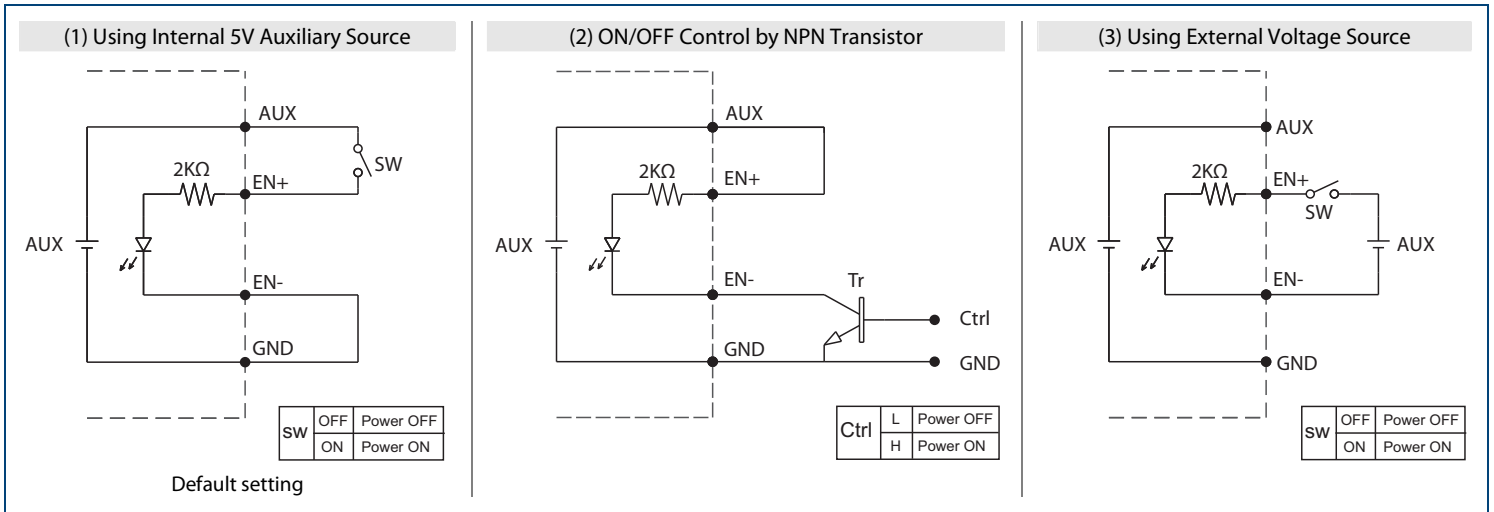 (1) Using Internal 5V Auxiliary Source
AUX
SW
2KΩ
EN+
AUX
EN-
GND
SW OFF Power OFF
ON Power ON
Default setting
(2) ON/OFF Control by NPN Transistor
AUX
2KΩ
EN+
AUX
EN-
Tr
Ctrl
GND
GND
Ctrl L Power OFF
H Power ON
(3) Using External Voltage Source
AUX
2KΩ
EN+
SW
AUX
AUX
EN-
GND
SW OFF Power OFF
ON Power ON